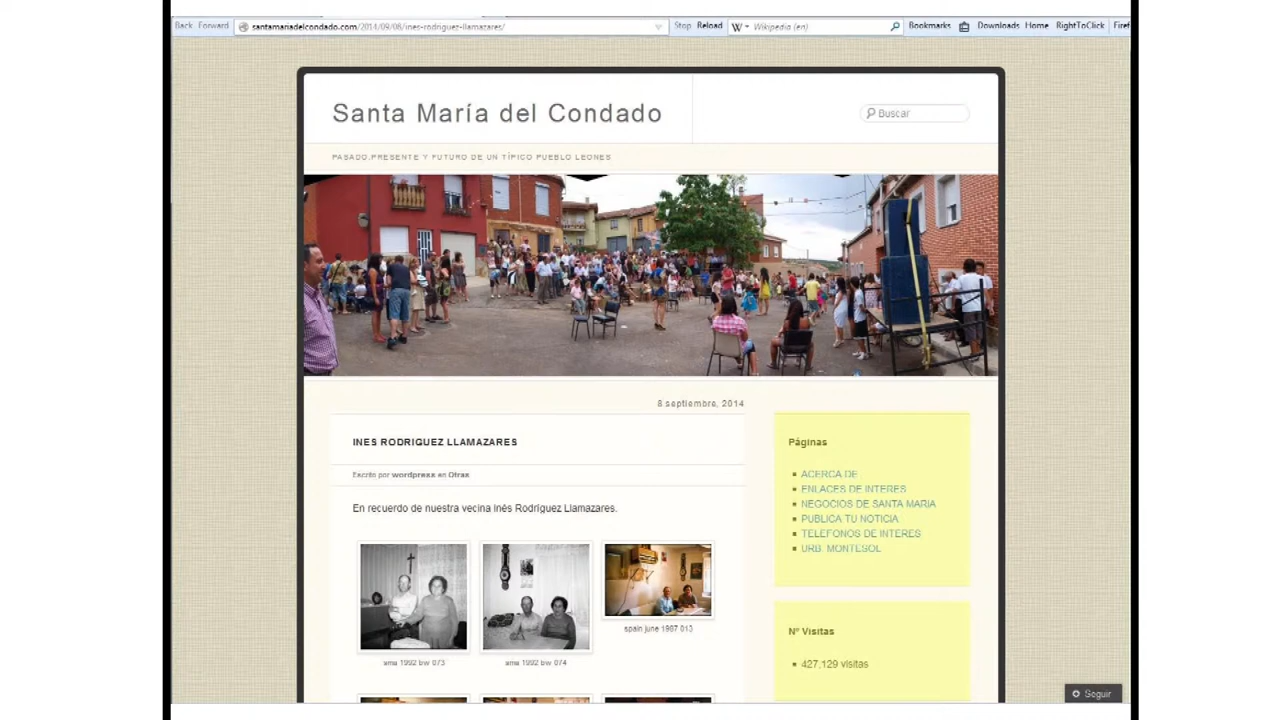 Back Forward santamariadelcondado.com/2014/09/08/ines-rodriguez-llamazares/ Stop Reload W Wikipedia (en) Bookmarks Downloads Home RightToClick Firef
Santa María del Condado
Buscar
PASADO,PRESENTE Y FUTURO DE UN TÍPICO PUEBLO LEONES
8 septiembre, 2014
INES RODRIGUEZ LLAMAZARES
Escrito por wordpress en Otras
En recuerdo de nuestra vecina Inés Rodríguez Llamazares.
sma 1992 bw 073
sma 1992 bw 074
spain june 1987 013
Páginas
ACERCA DE
ENLACES DE INTERES
NEGOCIOS DE SANTA MARIA
PUBLICA TU NOTICIA
TELEFONOS DE INTERES
URB. MONTESOL
Nº Visitas
427,129 visitas
Seguir